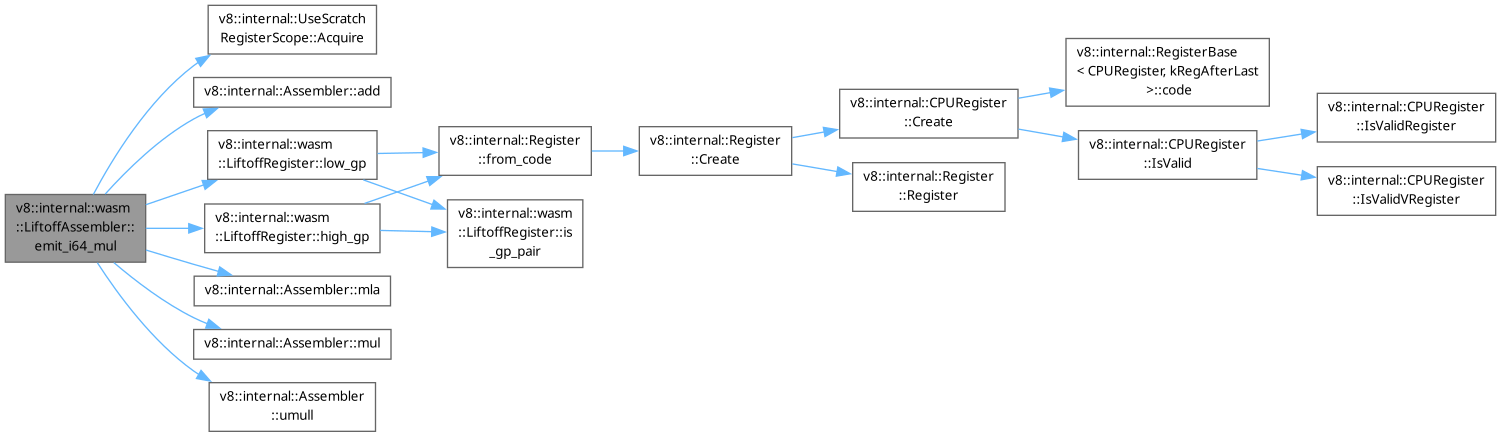 v8::internal::wasm
::LiftoffAssembler::
emit_i64_mul
v8::internal::UseScratch
RegisterScope::Acquire
v8::internal::Assembler::add
v8::internal::wasm
::LiftoffRegister::low_gp
v8::internal::wasm
::LiftoffRegister::high_gp
v8::internal::Assembler::mla
v8::internal::Assembler::mul
v8::internal::Assembler
::umull
v8::internal::Register
::from_code
v8::internal::wasm
::LiftoffRegister::is
_gp_pair
v8::internal::Register
::Create
v8::internal::CPURegister
::Create
v8::internal::Register
::Register
v8::internal::RegisterBase
< CPURegister, kRegAfterLast
>::code
v8::internal::CPURegister
::IsValid
v8::internal::CPURegister
::IsValidRegister
v8::internal::CPURegister
::IsValidVRegister